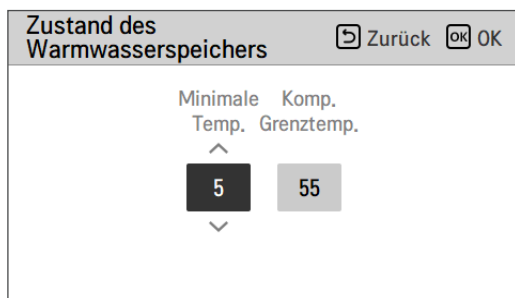 Zustand des
Warmwasserspeichers
Zurück OK OK
Minimale Komp.
Temp. Grenztemp.
5 55